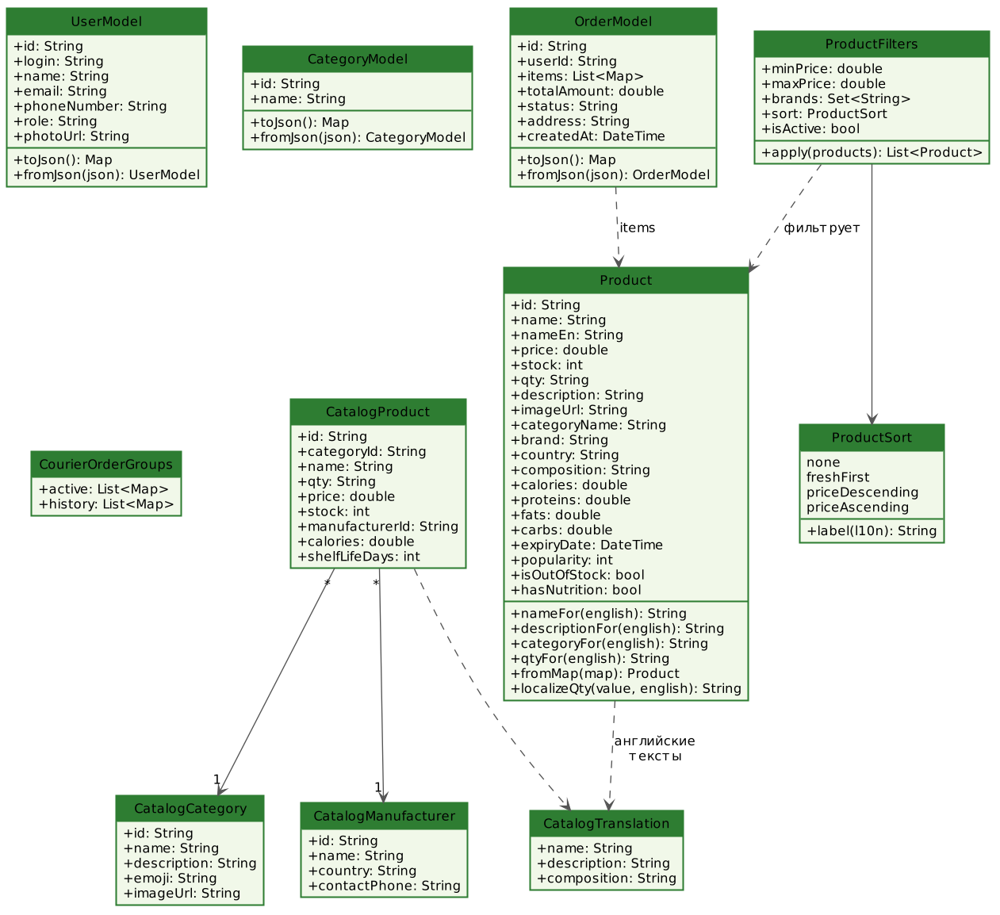 UserModel
+id: String
+login: String
+name: String
+email: String
+phoneNumber: String
+role: String
+photoUrl: String
+toJson(): Map
+fromJson(json): UserModel
CategoryModel
+id: String
+name: String
+toJson(): Map
+fromJson(json): CategoryModel
OrderModel
+id: String
+userId: String
+items: List<Map>
+totalAmount: double
+status: String
+address: String
+createdAt: DateTime
+toJson(): Map
+fromJson(json): OrderModel
ProductFilters
+minPrice: double
+maxPrice: double
+brands: Set<String>
+sort: ProductSort
+isActive: bool
+apply(products): List<Product>
items
фильтрует
Product
+id: String
+name: String
+nameEn: String
+price: double
+stock: int
+qty: String
+description: String
+imageUrl: String
+categoryName: String
+brand: String
+country: String
+composition: String
+calories: double
+proteins: double
+fats: double
+carbs: double
+expiryDate: DateTime
+popularity: int
+isOutOfStock: bool
+hasNutrition: bool
+nameFor(english): String
+descriptionFor(english): String
+categoryFor(english): String
+qtyFor(english): String
+fromMap(map): Product
+localizeQty(value, english): String
CourierOrderGroups
+active: List<Map>
+history: List<Map>
CatalogProduct
+id: String
+categoryId: String
+name: String
+qty: String
+price: double
+stock: int
+manufacturerId: String
+calories: double
+shelfLifeDays: int
ProductSort
none
freshFirst
priceDescending
priceAscending
+label(l10n): String
*
*
английские
тексты
1
1
CatalogCategory
+id: String
+name: String
+description: String
+emoji: String
+imageUrl: String
CatalogManufacturer
+id: String
+name: String
+country: String
+contactPhone: String
CatalogTranslation
+name: String
+description: String
+composition: String